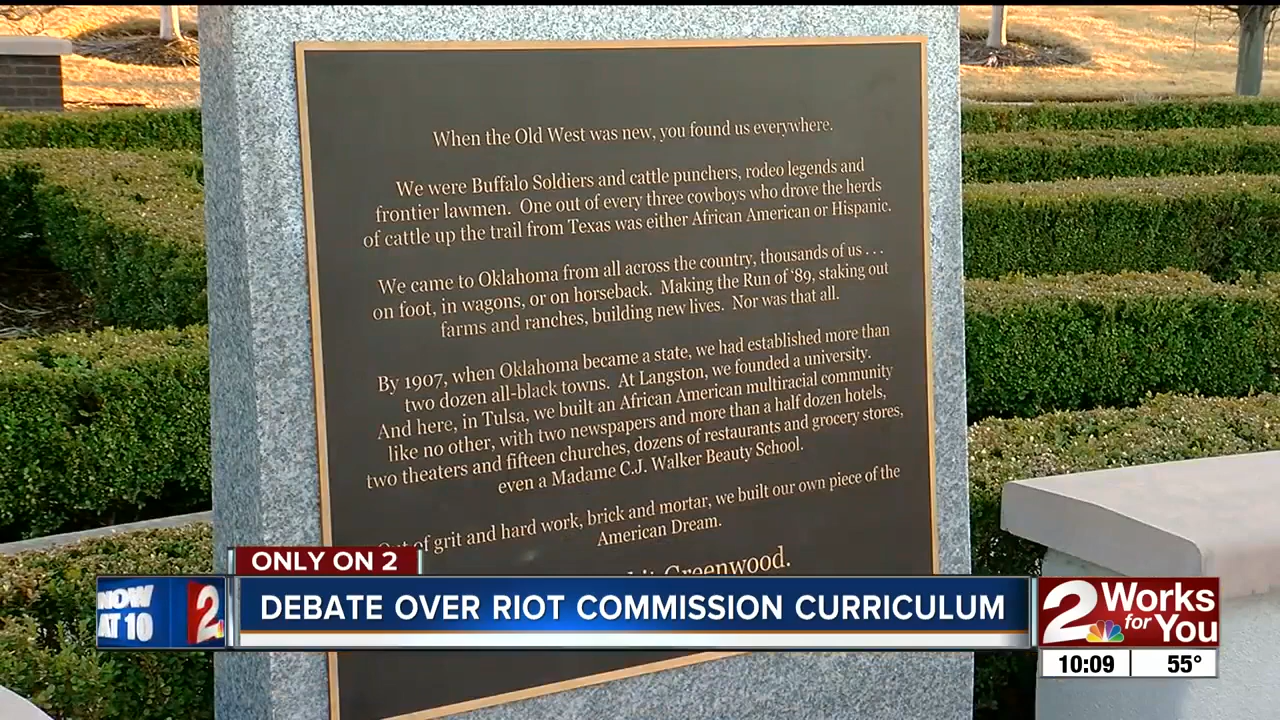 When the Old West was new, you found us everywhere.
We were Buffalo Soldiers and cattle punchers, rodeo legends and
frontier lawmen. One out of every three cowboys who drove the herds
of cattle up the trail from Texas was either African American or Hispanic.
We came to Oklahoma from all across the country, thousands of us . . .
on foot, in wagons, or on horseback. Making the Run of '89, staking out
farms and ranches, building new lives. Nor was that all.
By 1907, when Oklahoma became a state, we had established more than
two dozen all-black towns. At Langston, we founded a university.
And here, in Tulsa, we built an African American multiracial community
like no other, with two newspapers and more than a half dozen hotels,
two theaters and fifteen churches, dozens of restaurants and grocery stores,
even a Madame C.J. Walker Beauty School.
Out of grit and hard work, brick and mortar, we built our own piece of the
American Dream.
Greenwood.
ONLY ON 2
NOW
AT 10
2
DEBATE OVER RIOT COMMISSION CURRICULUM
2 Works
for You
10:09 55°